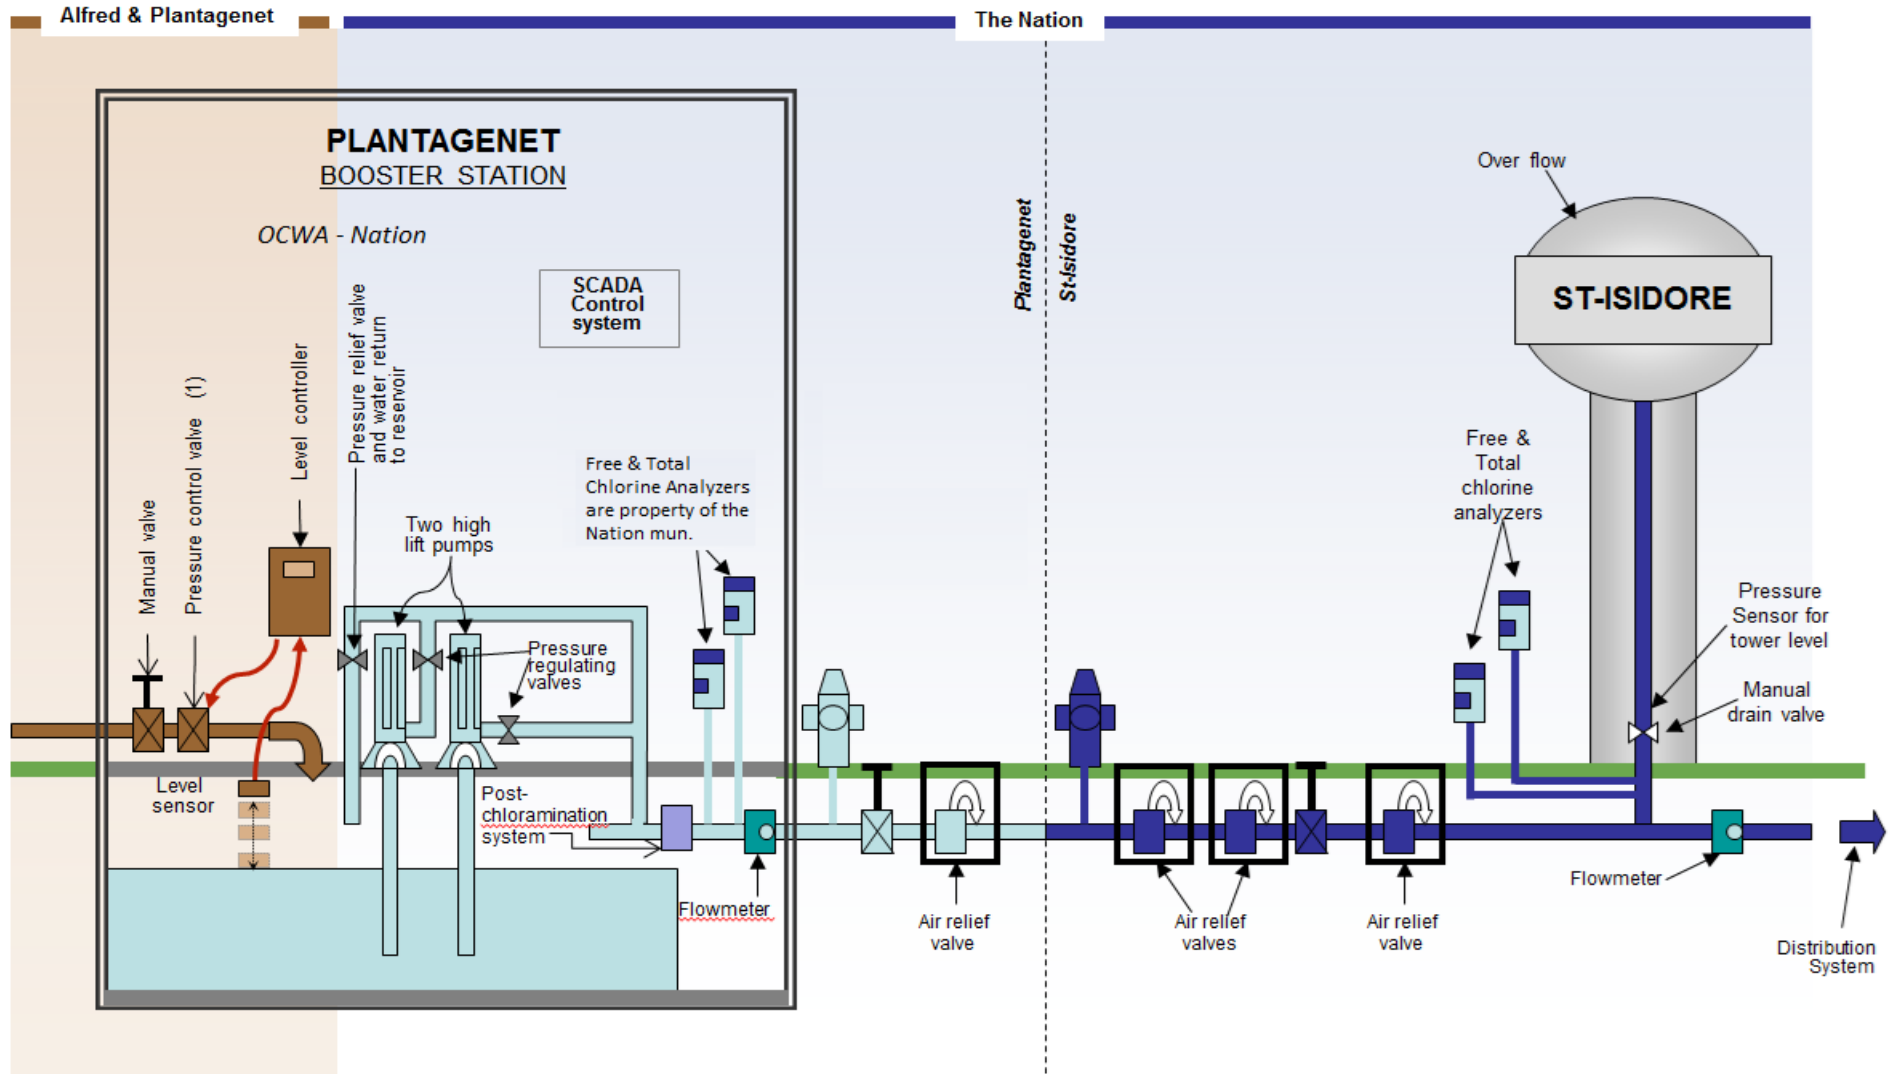 Alfred & Plantagenet
The Nation
PLANTAGENET
BOOSTER STATION
OCWA - Nation
SCADA
Control
system
Manual valve
Pressure control valve (1)
Level controller
Pressure relief valve
and water return
to reservoir
Two high
lift pumps
Free & Total
Chlorine Analyzers
are property of the
Nation mun.
Pressure
regulating
valves
Level
sensor
Post-
chloramination
system
Flowmeter
Plantagenet
St-Isidore
Air relief
valve
Air relief
valves
Air relief
valve
Over flow
ST-ISIDORE
Free &
Total
chlorine
analyzers
Pressure
Sensor for
tower level
Manual
drain valve
Flowmeter
Distribution
System